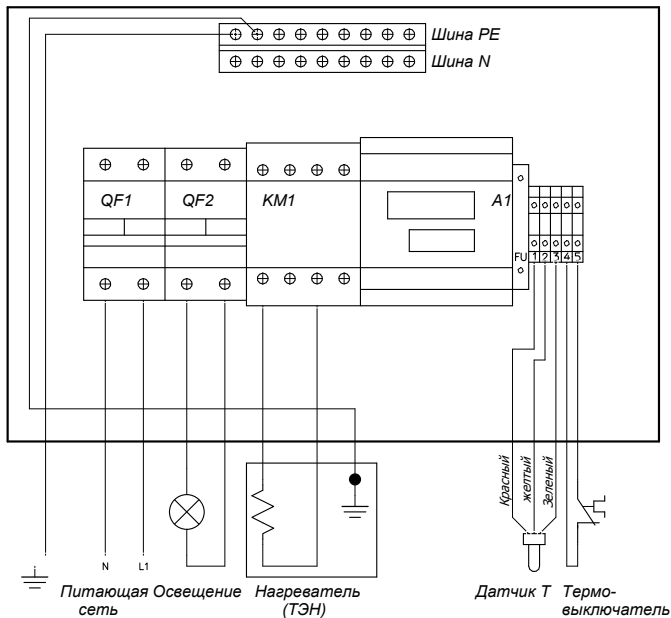 Шина PE
Шина N
QF1
QF2
KM1
A1
FU
1 2 3 4 5
Красный
желтый
Зеленый
N
L1
Питающая
сеть
Освещение
Нагреватель
(ТЭН)
Датчик Т
Термо-
выключатель